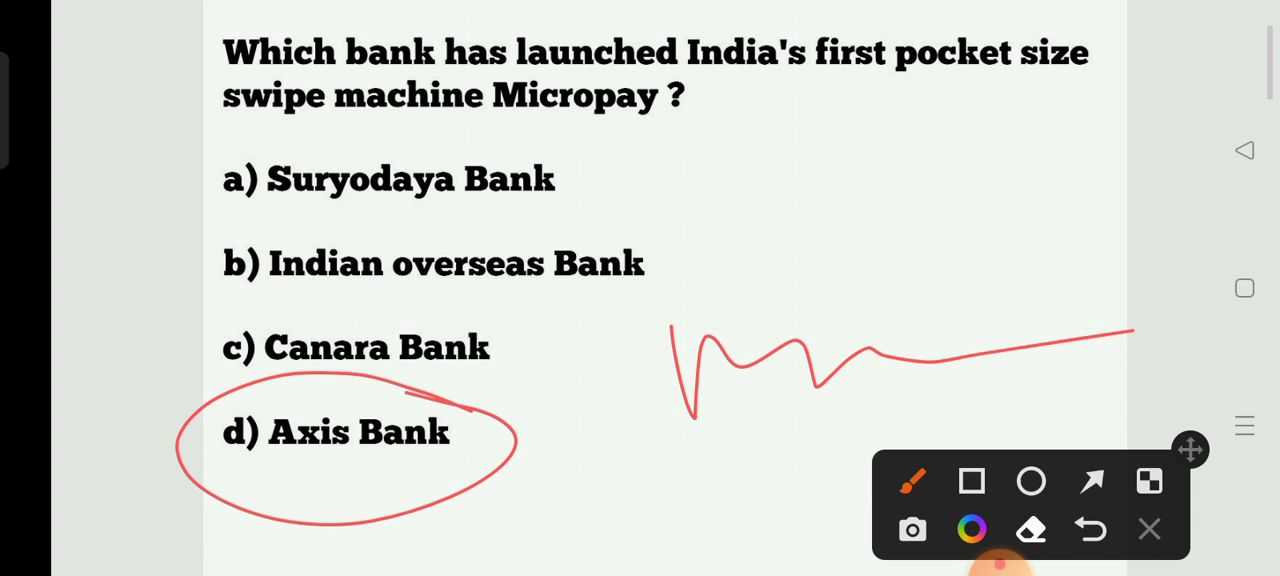 Which bank has launched India's first pocket size
swipe machine Micropay ?
a) Suryodaya Bank
b) Indian overseas Bank
c) Canara Bank
d) Axis Bank